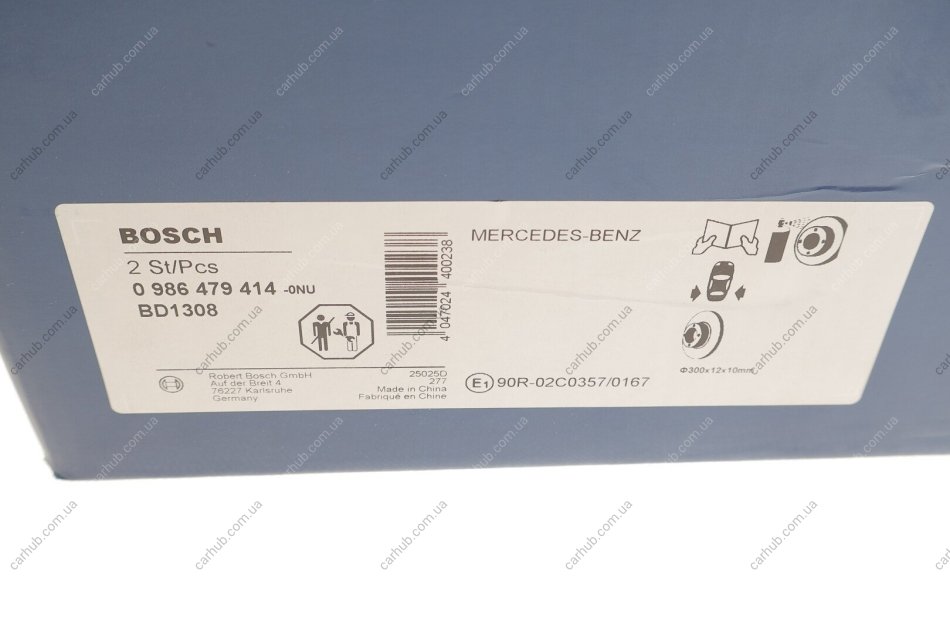 BOSCH
2 St/Pcs
0 986 479 414 -0NU
BD1308
4 047024 400238
Robert Bosch GmbH
Auf der Breit 4
76227 Karlsruhe
Germany
25025D
277
Made in China
Fabriqué en Chine
MERCEDES-BENZ
E1 90R-02C0357/0167
Φ300x12x10mm
carhub.com.ua